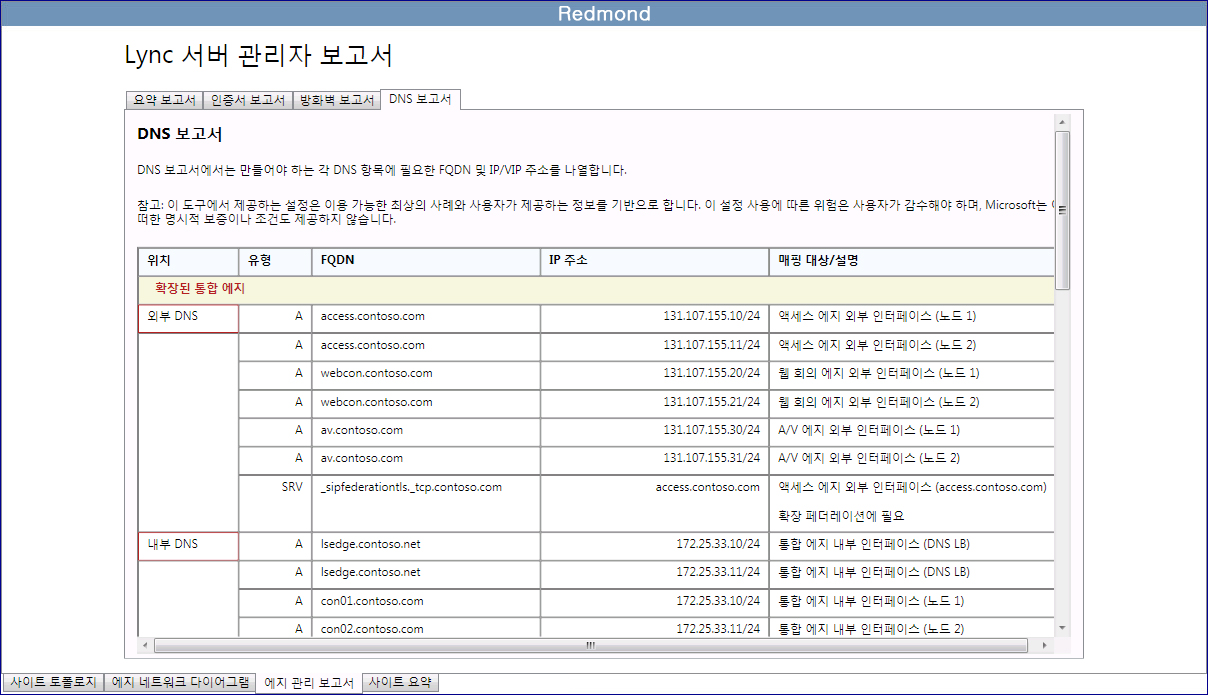 Redmond
Lync 서버 관리자 보고서
요약 보고서 인증서 보고서 방화벽 보고서 DNS 보고서
DNS 보고서
DNS 보고서에서는 만들어야 하는 각 DNS 항목에 필요한 FQDN 및 IP/VIP 주소를 나열합니다.
참고: 이 도구에서 제공하는 설정은 이용 가능한 최상의 사례와 사용자가 제공하는 정보를 기반으로 합니다. 이 설정 사용에 따른 위험은 사용자가 감수해야 하며, Microsoft는
떠한 명시적 보증이나 조건도 제공하지 않습니다.
위치 유형 FQDN IP 주소 매핑 대상/설명
확장된 통합 에지
외부 DNS A access.contoso.com 131.107.155.10/24 액세스 에지 외부 인터페이스 (노드 1)
A access.contoso.com 131.107.155.11/24 액세스 에지 외부 인터페이스 (노드 2)
A webcon.contoso.com 131.107.155.20/24 웹 회의 에지 외부 인터페이스 (노드 1)
A webcon.contoso.com 131.107.155.21/24 웹 회의 에지 외부 인터페이스 (노드 2)
A av.contoso.com 131.107.155.30/24 A/V 에지 외부 인터페이스 (노드 1)
A av.contoso.com 131.107.155.31/24 A/V 에지 외부 인터페이스 (노드 2)
SRV _sipfederationtls._tcp.contoso.com access.contoso.com 액세스 에지 외부 인터페이스 (access.contoso.com)
확장 페더레이션에 필요
내부 DNS A lsedge.contoso.net 172.25.33.10/24 통합 에지 내부 인터페이스 (DNS LB)
A lsedge.contoso.net 172.25.33.11/24 통합 에지 내부 인터페이스 (DNS LB)
A con01.contoso.com 172.25.33.10/24 통합 에지 내부 인터페이스 (노드 1)
A con02.contoso.com 172.25.33.11/24 통합 에지 내부 인터페이스 (노드 2)
사이트 토폴로지 에지 네트워크 다이어그램 에지 관리 보고서 사이트 요약